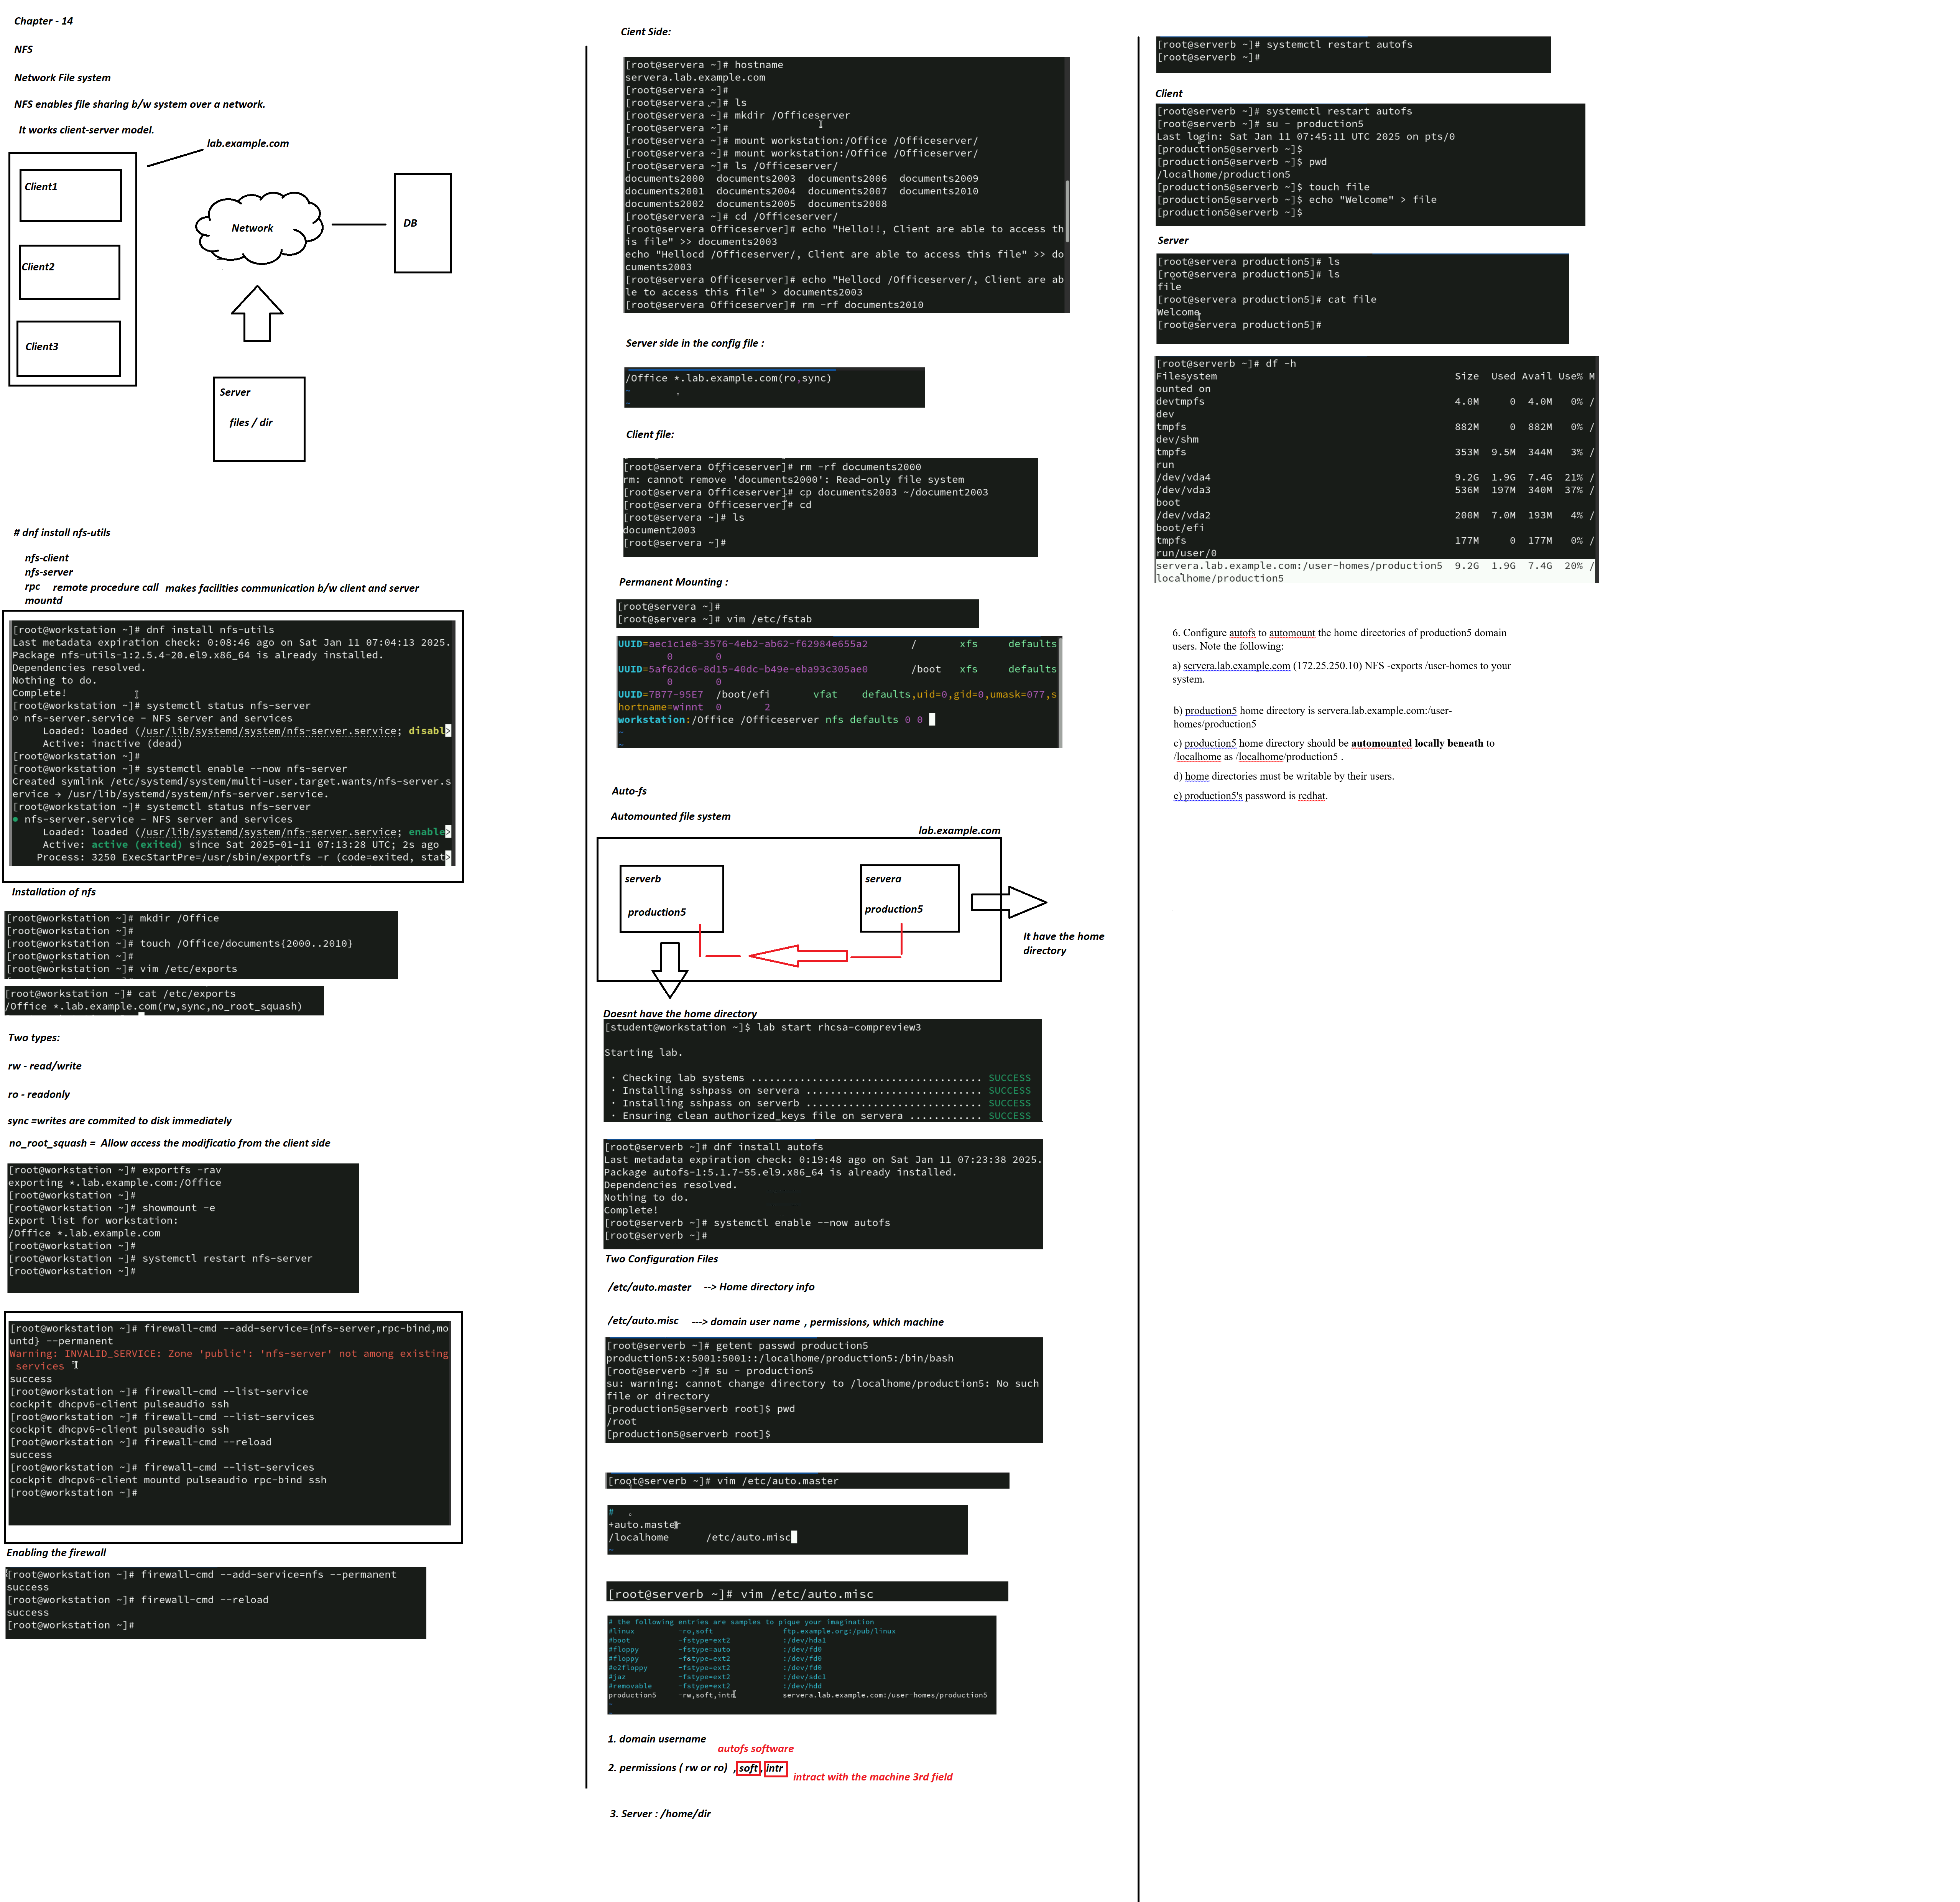 Chapter - 14
NFS
Network File system
NFS enables file sharing b/w system over a network.
It works client-server model.
lab.example.com
Client1
Client2
Client3
Network
DB
Server
files / dir
# dnf install nfs-utils
nfs-client
nfs-server
rpc remote procedure call makes facilities communication b/w client and server
mountd
[root@workstation ~]# dnf install nfs-utils
Last metadata expiration check: 0:08:46 ago on Sat Jan 11 07:04:13 2025.
Package nfs-utils-1:2.5.4-20.el9.x86_64 is already installed.
Dependencies resolved.
Nothing to do.
Complete!
[root@workstation ~]# systemctl status nfs-server
○ nfs-server.service - NFS server and services
Loaded: loaded (/usr/lib/systemd/system/nfs-server.service; disabl>
Active: inactive (dead)
[root@workstation ~]#
[root@workstation ~]# systemctl enable --now nfs-server
Created symlink /etc/systemd/system/multi-user.target.wants/nfs-server.s
ervice → /usr/lib/systemd/system/nfs-server.service.
[root@workstation ~]# systemctl status nfs-server
● nfs-server.service - NFS server and services
Loaded: loaded (/usr/lib/systemd/system/nfs-server.service; enable>
Active: active (exited) since Sat 2025-01-11 07:13:28 UTC; 2s ago
Process: 3250 ExecStartPre=/usr/sbin/exportfs -r (code=exited, stat>
Installation of nfs
[root@workstation ~]# mkdir /Office
[root@workstation ~]#
[root@workstation ~]# touch /Office/documents{2000..2010}
[root@workstation ~]#
[root@workstation ~]# vim /etc/exports
[root@workstation ~]# cat /etc/exports
/Office *.lab.example.com(rw,sync,no_root_squash)
Two types:
rw - read/write
ro - readonly
sync =writes are commited to disk immediately
no_root_squash = Allow access the modificatio from the client side
[root@workstation ~]# exportfs -rav
exporting *.lab.example.com:/Office
[root@workstation ~]#
[root@workstation ~]# showmount -e
Export list for workstation:
/Office *.lab.example.com
[root@workstation ~]#
[root@workstation ~]# systemctl restart nfs-server
[root@workstation ~]#
[root@workstation ~]# firewall-cmd --add-service={nfs-server,rpc-bind,mo
untd} --permanent
Warning: INVALID_SERVICE: Zone 'public': 'nfs-server' not among existing
services
success
[root@workstation ~]# firewall-cmd --list-service
cockpit dhcpv6-client pulseaudio ssh
[root@workstation ~]# firewall-cmd --list-services
cockpit dhcpv6-client pulseaudio ssh
[root@workstation ~]# firewall-cmd --reload
success
[root@workstation ~]# firewall-cmd --list-services
cockpit dhcpv6-client mountd pulseaudio rpc-bind ssh
[root@workstation ~]#
Enabling the firewall
[root@workstation ~]# firewall-cmd --add-service=nfs --permanent
success
[root@workstation ~]# firewall-cmd --reload
success
[root@workstation ~]#
Cient Side:
[root@servera ~]# hostname
servera.lab.example.com
[root@servera ~]#
[root@servera ~]# ls
[root@servera ~]# mkdir /Officeserver
[root@servera ~]#
[root@servera ~]# mount workstation:/Office /Officeserver/
[root@servera ~]# mount workstation:/Office /Officeserver/
[root@servera ~]# ls /Officeserver/
documents2000 documents2003 documents2006 documents2009
documents2001 documents2004 documents2007 documents2010
documents2002 documents2005 documents2008
[root@servera ~]# cd /Officeserver/
[root@servera Officeserver]# echo "Hello!!, Client are able to access th
is file" >> documents2003
echo "Hellocd /Officeserver/, Client are able to access this file" >> do
cuments2003
[root@servera Officeserver]# echo "Hellocd /Officeserver/, Client are ab
le to access this file" > documents2003
[root@servera Officeserver]# rm -rf documents2010
Server side in the config file :
/Office *.lab.example.com(ro,sync)
~
~
Client file:
[root@servera Officeserver]# rm -rf documents2000
rm: cannot remove 'documents2000': Read-only file system
[root@servera Officeserver]# cp documents2003 ~/document2003
[root@servera Officeserver]# cd
[root@servera ~]# ls
document2003
[root@servera ~]#
Permanent Mounting :
[root@servera ~]#
[root@servera ~]# vim /etc/fstab
UUID=aec1c1e8-3576-4eb2-ab62-f62984e655a2 / xfs defaults
0 0
UUID=5af62dc6-8d15-40dc-b49e-eba93c305ae0 /boot xfs defaults
0 0
UUID=7B77-95E7 /boot/efi vfat defaults,uid=0,gid=0,umask=077,s
hortname=winnt 0 2
workstation:/Office /Officeserver nfs defaults 0 0
~
~
Auto-fs
Automounted file system
lab.example.com
serverb
production5
servera
production5
It have the home
directory
Doesnt have the home directory
[student@workstation ~]$ lab start rhcsa-compreview3
Starting lab.
· Checking lab systems ...................................... SUCCESS
· Installing sshpass on servera ............................. SUCCESS
· Installing sshpass on serverb ............................. SUCCESS
· Ensuring clean authorized_keys file on servera ............ SUCCESS
[root@serverb ~]# dnf install autofs
Last metadata expiration check: 0:19:48 ago on Sat Jan 11 07:23:38 2025.
Package autofs-1:5.1.7-55.el9.x86_64 is already installed.
Dependencies resolved.
Nothing to do.
Complete!
[root@serverb ~]# systemctl enable --now autofs
[root@serverb ~]#
Two Configuration Files
/etc/auto.master --> Home directory info
/etc/auto.misc ---> domain user name , permissions, which machine
[root@serverb ~]# getent passwd production5
production5:x:5001:5001::/localhome/production5:/bin/bash
[root@serverb ~]# su - production5
su: warning: cannot change directory to /localhome/production5: No such
file or directory
[production5@serverb root]$ pwd
/root
[production5@serverb root]$
[root@serverb ~]# vim /etc/auto.master
#
+auto.master
/localhome /etc/auto.misc
~
[root@serverb ~]# vim /etc/auto.misc
# the following entries are samples to pique your imagination
#linux -ro,soft ftp.example.org:/pub/linux
#boot -fstype=ext2 :/dev/hda1
#floppy -fstype=auto :/dev/fd0
#floppy -fstype=ext2 :/dev/fd0
#e2floppy -fstype=ext2 :/dev/fd0
#jaz -fstype=ext2 :/dev/sdc1
#removable -fstype=ext2 :/dev/hdd
production5 -rw,soft,intr servera.lab.example.com:/user-homes/production5
1. domain username
autofs software
2. permissions ( rw or ro) , soft, intr
intract with the machine 3rd field
3. Server : /home/dir
[root@serverb ~]# systemctl restart autofs
[root@serverb ~]#
Client
[root@serverb ~]# systemctl restart autofs
[root@serverb ~]# su - production5
Last login: Sat Jan 11 07:45:11 UTC 2025 on pts/0
[production5@serverb ~]$
[production5@serverb ~]$ pwd
/localhome/production5
[production5@serverb ~]$ touch file
[production5@serverb ~]$ echo "Welcome" > file
[production5@serverb ~]$
Server
[root@servera production5]# ls
[root@servera production5]# ls
file
[root@servera production5]# cat file
Welcome
[root@servera production5]#
[root@serverb ~]# df -h
Filesystem Size Used Avail Use% M
ounted on
devtmpfs 4.0M 0 4.0M 0% /
dev
tmpfs 882M 0 882M 0% /
dev/shm
tmpfs 353M 9.5M 344M 3% /
run
/dev/vda4 9.2G 1.9G 7.4G 21% /
/dev/vda3 536M 197M 340M 37% /
boot
/dev/vda2 200M 7.0M 193M 4% /
boot/efi
tmpfs 177M 0 177M 0% /
run/user/0
servera.lab.example.com:/user-homes/production5 9.2G 1.9G 7.4G 20% /
localhome/production5
6. Configure autofs to automount the home directories of production5 domain
users. Note the following:
a) servera.lab.example.com (172.25.250.10) NFS -exports /user-homes to your
system.
b) production5 home directory is servera.lab.example.com:/user-
homes/production5
c) production5 home directory should be automounted locally beneath to
/localhome as /localhome/production5 .
d) home directories must be writable by their users.
e) production5's password is redhat.